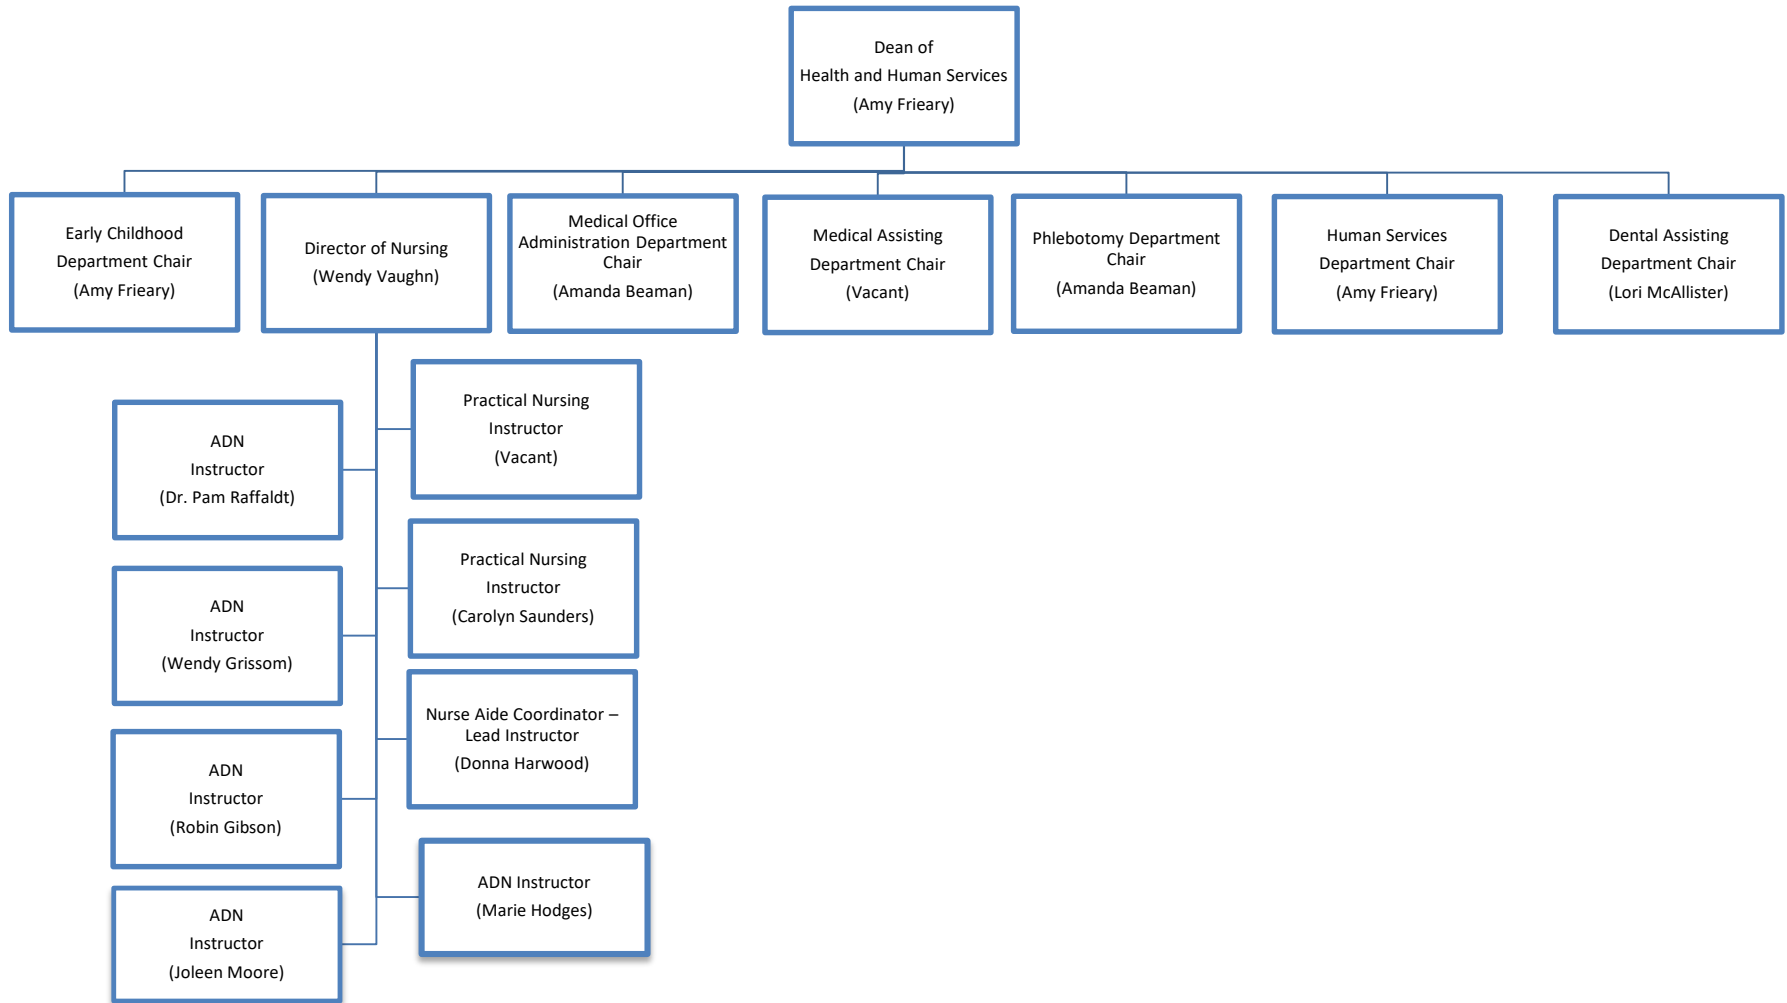 Dean of
Health and Human Services
(Amy Frieary)
Early Childhood
Department Chair
(Amy Frieary)
Director of Nursing
(Wendy Vaughn)
Medical Office
Administration Department
Chair
(Amanda Beaman)
Medical Assisting
Department Chair
(Vacant)
Phlebotomy Department
Chair
(Amanda Beaman)
Human Services
Department Chair
(Amy Frieary)
Dental Assisting
Department Chair
(Lori McAllister)
Practical Nursing
Instructor
(Vacant)
ADN
Instructor
(Dr. Pam Raffaldt)
Practical Nursing
Instructor
(Carolyn Saunders)
ADN
Instructor
(Wendy Grissom)
Nurse Aide Coordinator –
Lead Instructor
(Donna Harwood)
ADN
Instructor
(Robin Gibson)
ADN Instructor
(Marie Hodges)
ADN
Instructor
(Joleen Moore)